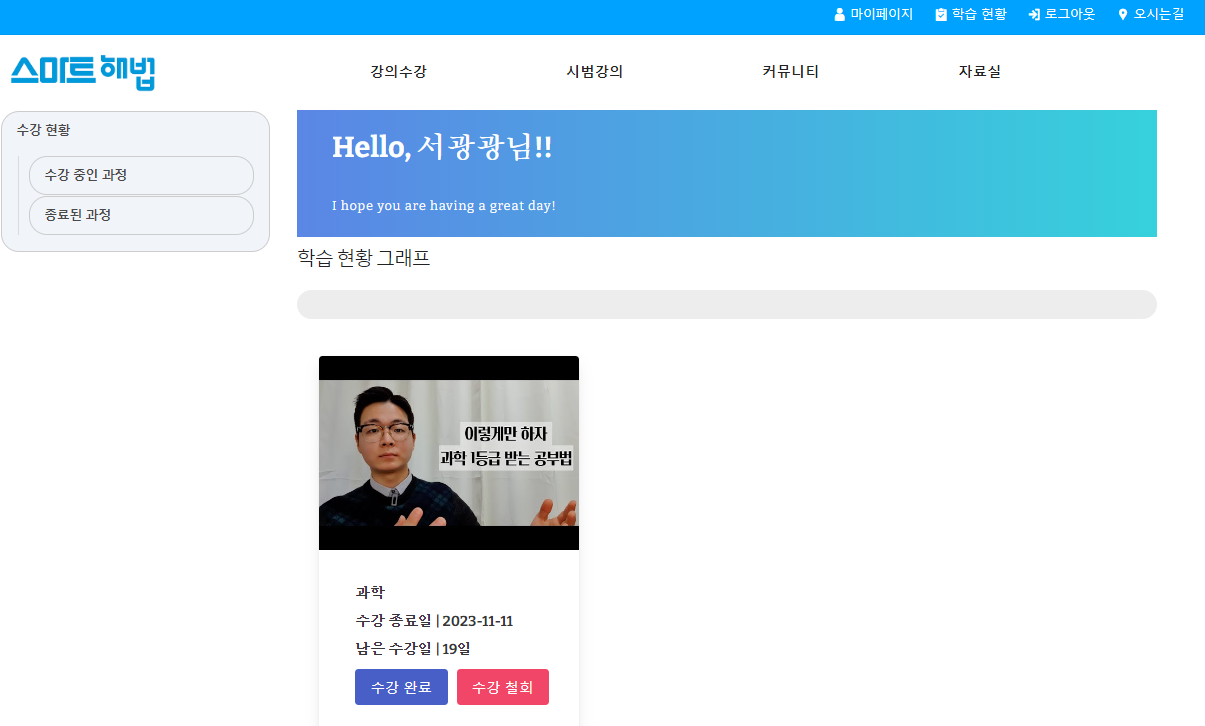 마이페이지 학습 현황 로그아웃 오시는길
스마트해법 강의수강 시범강의 커뮤니티 자료실
수강 현황
수강 중인 과정
종료된 과정
Hello, 서광광님!!
I hope you are having a great day!
학습 현황 그래프
이렇게만 하자
과학 1등급 받는 공부법
과학
수강 종료일 | 2023-11-11
남은 수강일 | 19일
수강 완료 수강 철회